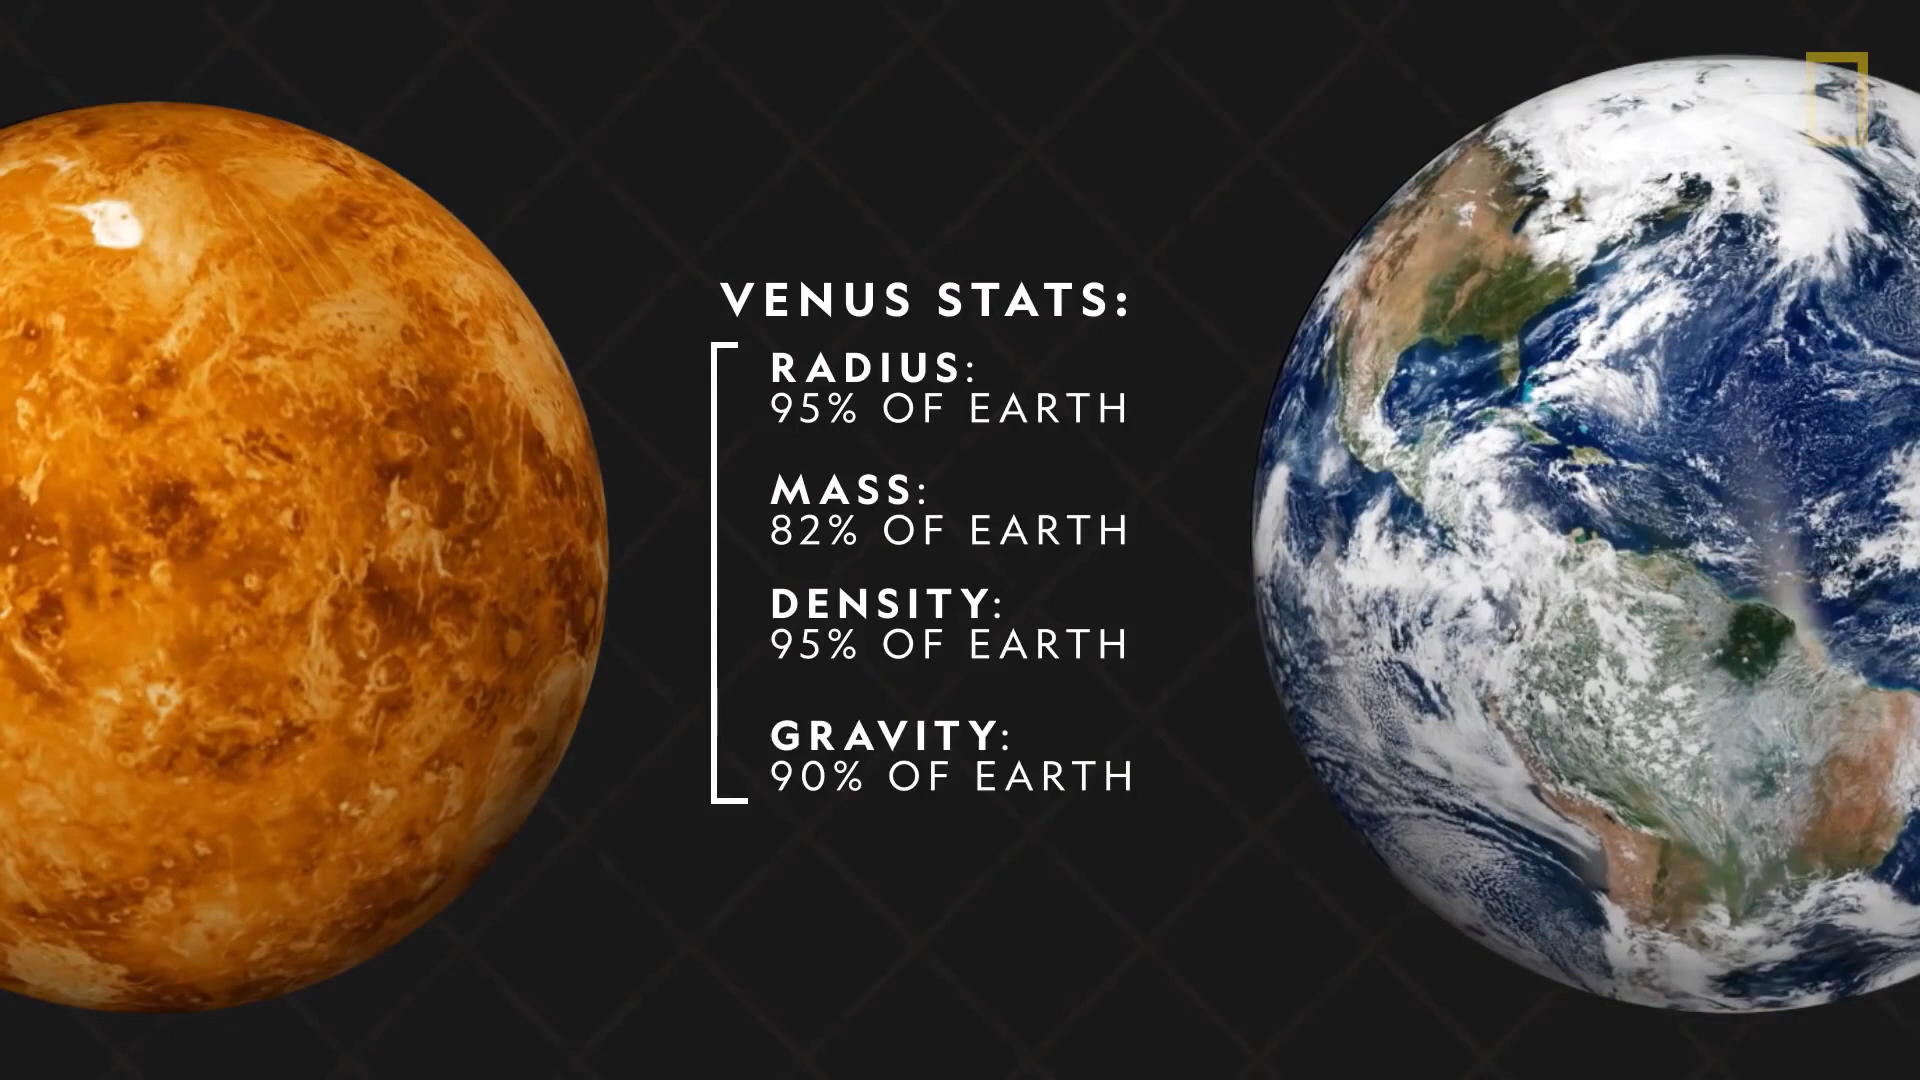 VENUS STATS:
RADIUS:
95% OF EARTH
MASS:
82% OF EARTH
DENSITY:
95% OF EARTH
GRAVITY:
90% OF EARTH